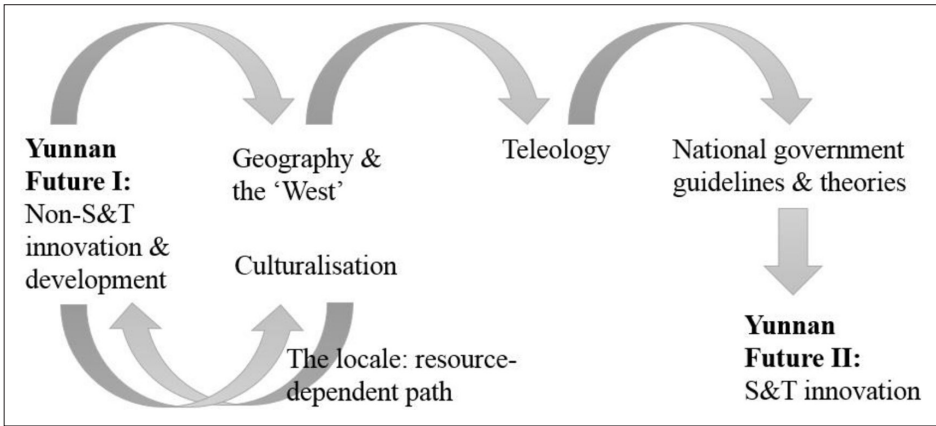 Yunnan
Future I:
Non-S&T
innovation &
development
Geography &
the ‘West’
Culturalisation
The locale: resource-
dependent path
Teleology
National government
guidelines & theories
Yunnan
Future II:
S&T innovation